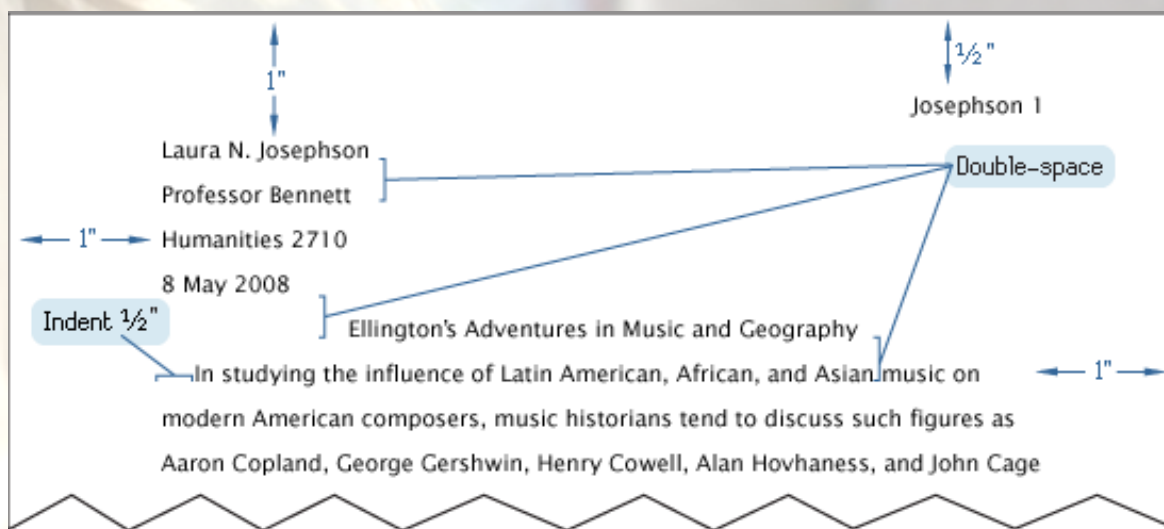 1"
½"
Josephson 1
Laura N. Josephson
Double-space
Professor Bennett
1" Humanities 2710
8 May 2008
Indent ½"
Ellington's Adventures in Music and Geography
In studying the influence of Latin American, African, and Asian music on 1"
modern American composers, music historians tend to discuss such figures as
Aaron Copland, George Gershwin, Henry Cowell, Alan Hovhaness, and John Cage